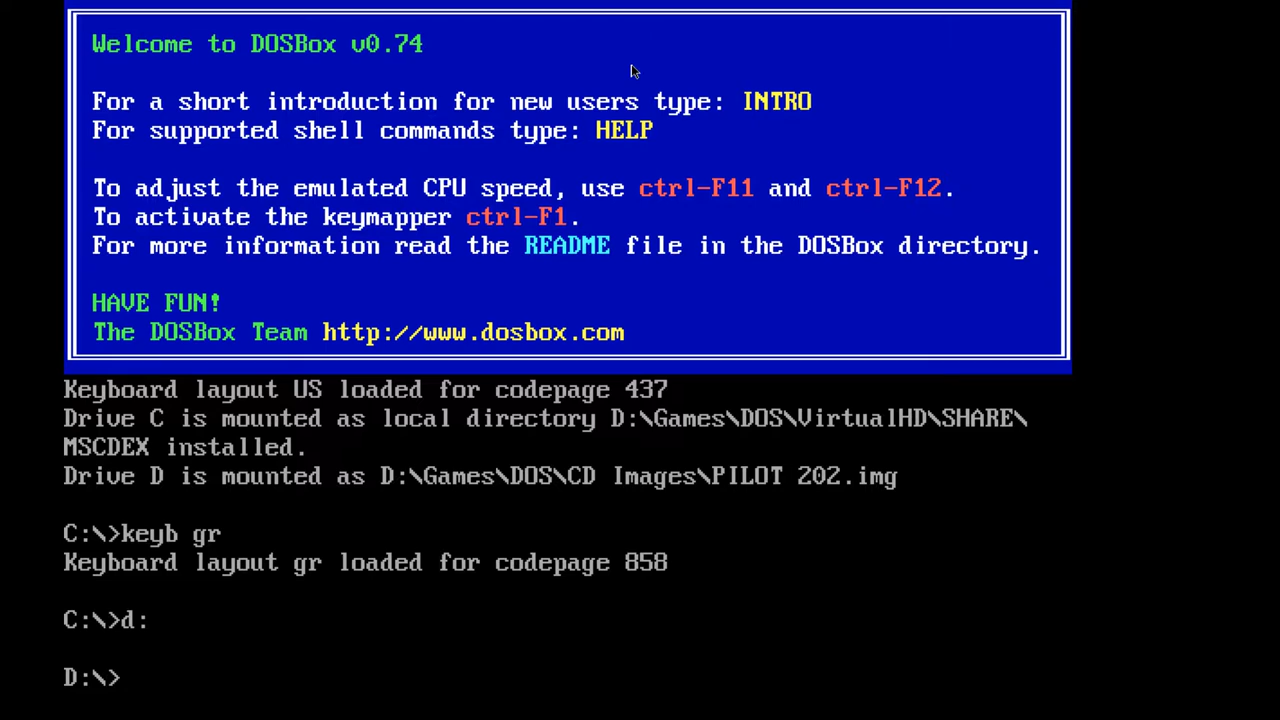 Welcome to DOSBox v0.74
For a short introduction for new users type: INTRO
For supported shell commands type: HELP
To adjust the emulated CPU speed, use ctrl-F11 and ctrl-F12.
To activate the keymapper ctrl-F1.
For more information read the README file in the DOSBox directory.
HAVE FUN!
The DOSBox Team http://www.dosbox.com
Keyboard layout US loaded for codepage 437
Drive C is mounted as local directory D:\Games\DOS\VirtualHD\SHARE\
MSCDEX installed.
Drive D is mounted as D:\Games\DOS\CD Images\PILOT 202.img
C:\>keyb gr
Keyboard layout gr loaded for codepage 858
C:\>d:
D:\>